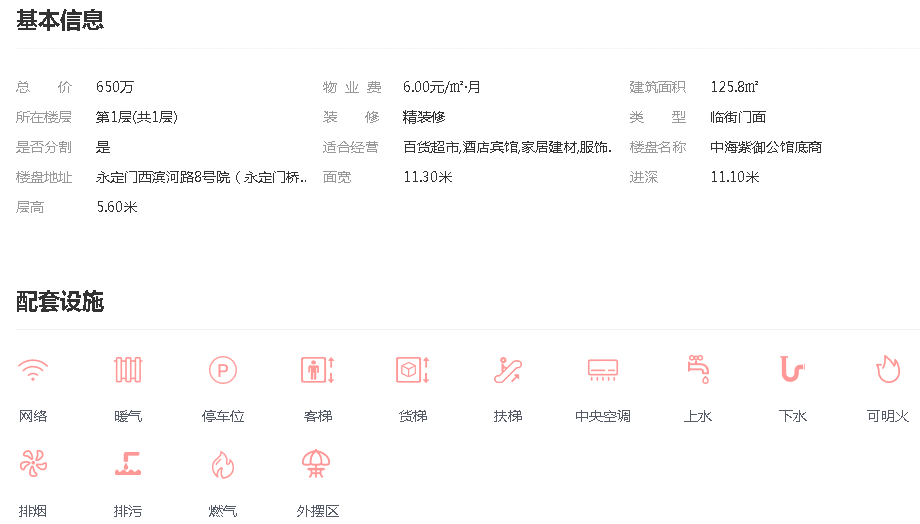 基本信息
总 价 650万 物 业 费 6.00元/㎡·月 建筑面积 125.8㎡
所在楼层 第1层(共1层) 装 修 精装修 类 型 临街门面
是否分割 是 适合经营 百货超市,酒店宾馆,家居建材,服饰. 楼盘名称 中海紫御公馆底商
楼盘地址 永定门西滨河路8号院（永定门桥.. 面宽 11.30米 进深 11.10米
层高 5.60米
配套设施
P
网络 暖气 停车位 客梯 货梯 扶梯 中央空调 上水 下水 可明火
排烟 排污 燃气 外摆区